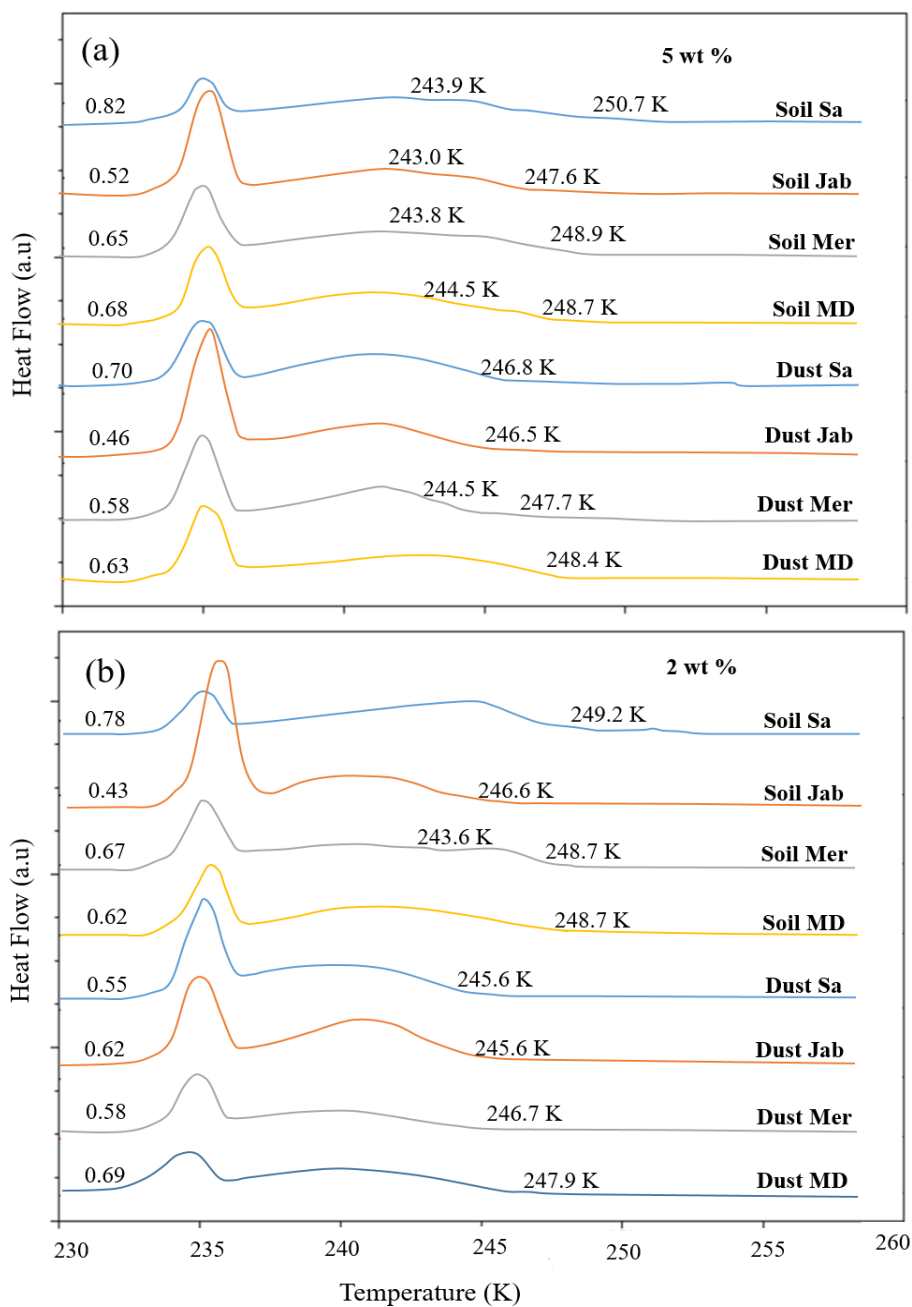 (a)
5 wt %
0.82 243.9 K 250.7 K Soil Sa
0.52 243.0 K 247.6 K Soil Jab
0.65 243.8 K 248.9 K Soil Mer
0.68 244.5 K 248.7 K Soil MD
0.70 246.8 K Dust Sa
0.46 246.5 K Dust Jab
0.58 244.5 K 247.7 K Dust Mer
0.63 248.4 K Dust MD
Heat Flow (a.u)
(b)
2 wt %
0.78 249.2 K Soil Sa
0.43 246.6 K Soil Jab
0.67 243.6 K 248.7 K Soil Mer
0.62 248.7 K Soil MD
0.55 245.6 K Dust Sa
0.62 245.6 K Dust Jab
0.58 246.7 K Dust Mer
0.69 247.9 K Dust MD
Heat Flow (a.u)
230 235 240 245 250 255 260
Temperature (K)